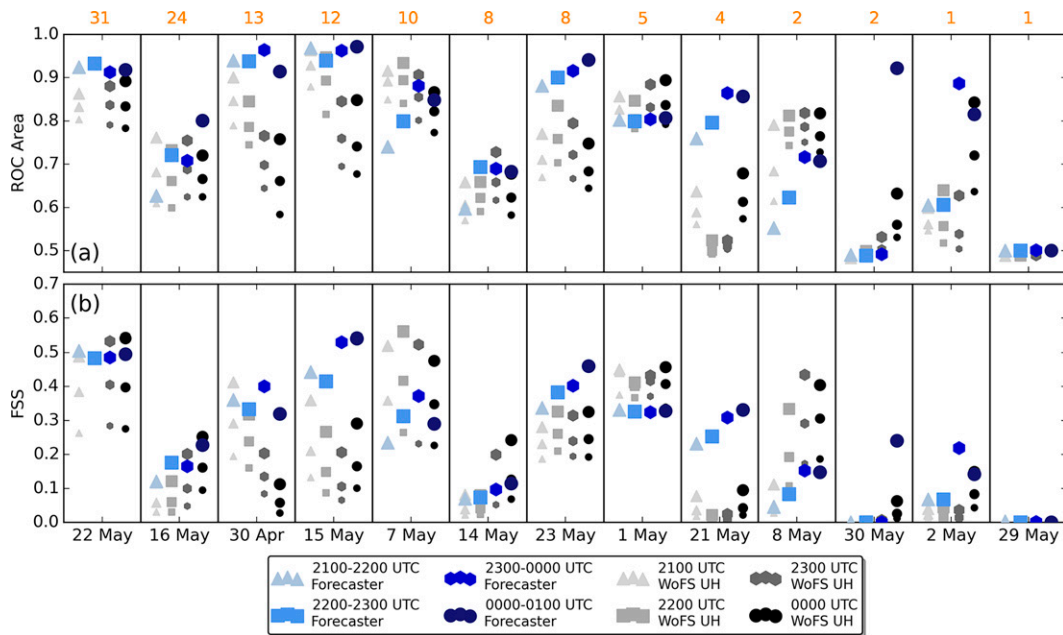 31 24 13 12 10 8 8 5 4 2 2 1 1
1.0
0.9
0.8
0.7
0.6
0.5
ROC Area
(a)
0.7
0.6
0.5
0.4
0.3
0.2
0.1
0.0
FSS
(b)
22 May 16 May 30 Apr 15 May 7 May 14 May 23 May 1 May 21 May 8 May 30 May 2 May 29 May
2100-2200 UTC 2300-0000 UTC 2100 UTC 2300 UTC
Forecaster Forecaster WoFS UH WoFS UH
2200-2300 UTC 0000-0100 UTC 2200 UTC 0000 UTC
Forecaster Forecaster WoFS UH WoFS UH